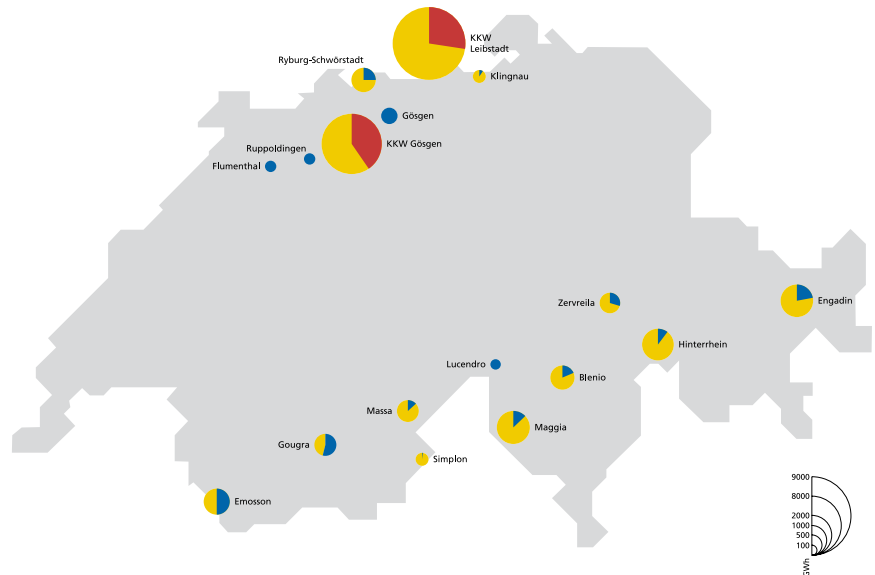 KKW
Leibstadt
Ryburg-Schwörstadt
Klingnau
Gösgen
KKW Gösgen
Ruppoldingen
Flumenthal
Zervreila
Engadin
Hinterrhein
Lucendro
Blenio
Massa
Maggia
Gougra
Simplon
Emosson
9000
8000
2000
1000
500
100
GWh